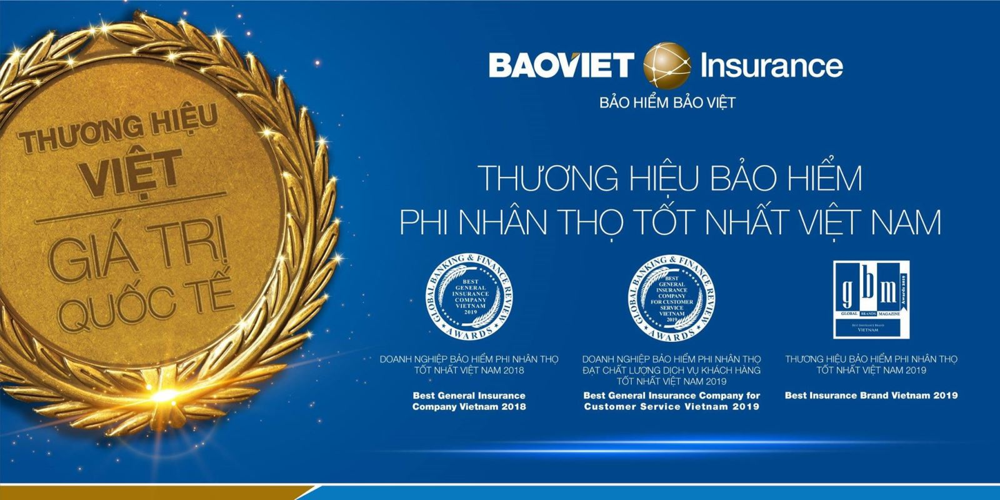 BAOVIET Insurance
BẢO HIỂM BẢO VIỆT
THƯƠNG HIỆU
VIỆT
GIÁ TRỊ
QUỐC TẾ
THƯƠNG HIỆU BẢO HIỂM
PHI NHÂN THỌ TỐT NHẤT VIỆT NAM
GLOBAL BANKING & FINANCE REVIEW
BEST
GENERAL
INSURANCE
COMPANY
VIETNAM
2019
AWARDS
DOANH NGHIỆP BẢO HIỂM PHI NHÂN THỌ
TỐT NHẤT VIỆT NAM 2018
Best General Insurance
Company Vietnam 2018
GLOBAL BANKING & FINANCE REVIEW
BEST
GENERAL
INSURANCE
COMPANY
FOR CUSTOMER
SERVICE
VIETNAM
2019
AWARDS
DOANH NGHIỆP BẢO HIỂM PHI NHÂN THỌ
ĐẠT CHẤT LƯỢNG DỊCH VỤ KHÁCH HÀNG
TỐT NHẤT VIỆT NAM 2019
Best General Insurance Company for
Customer Service Vietnam 2019
gbm
Awards 2019
GLOBAL BRANDS MAGAZINE
BEST INSURANCE BRAND
VIETNAM
THƯƠNG HIỆU BẢO HIỂM PHI NHÂN THỌ
TỐT NHẤT VIỆT NAM 2019
Best Insurance Brand Vietnam 2019